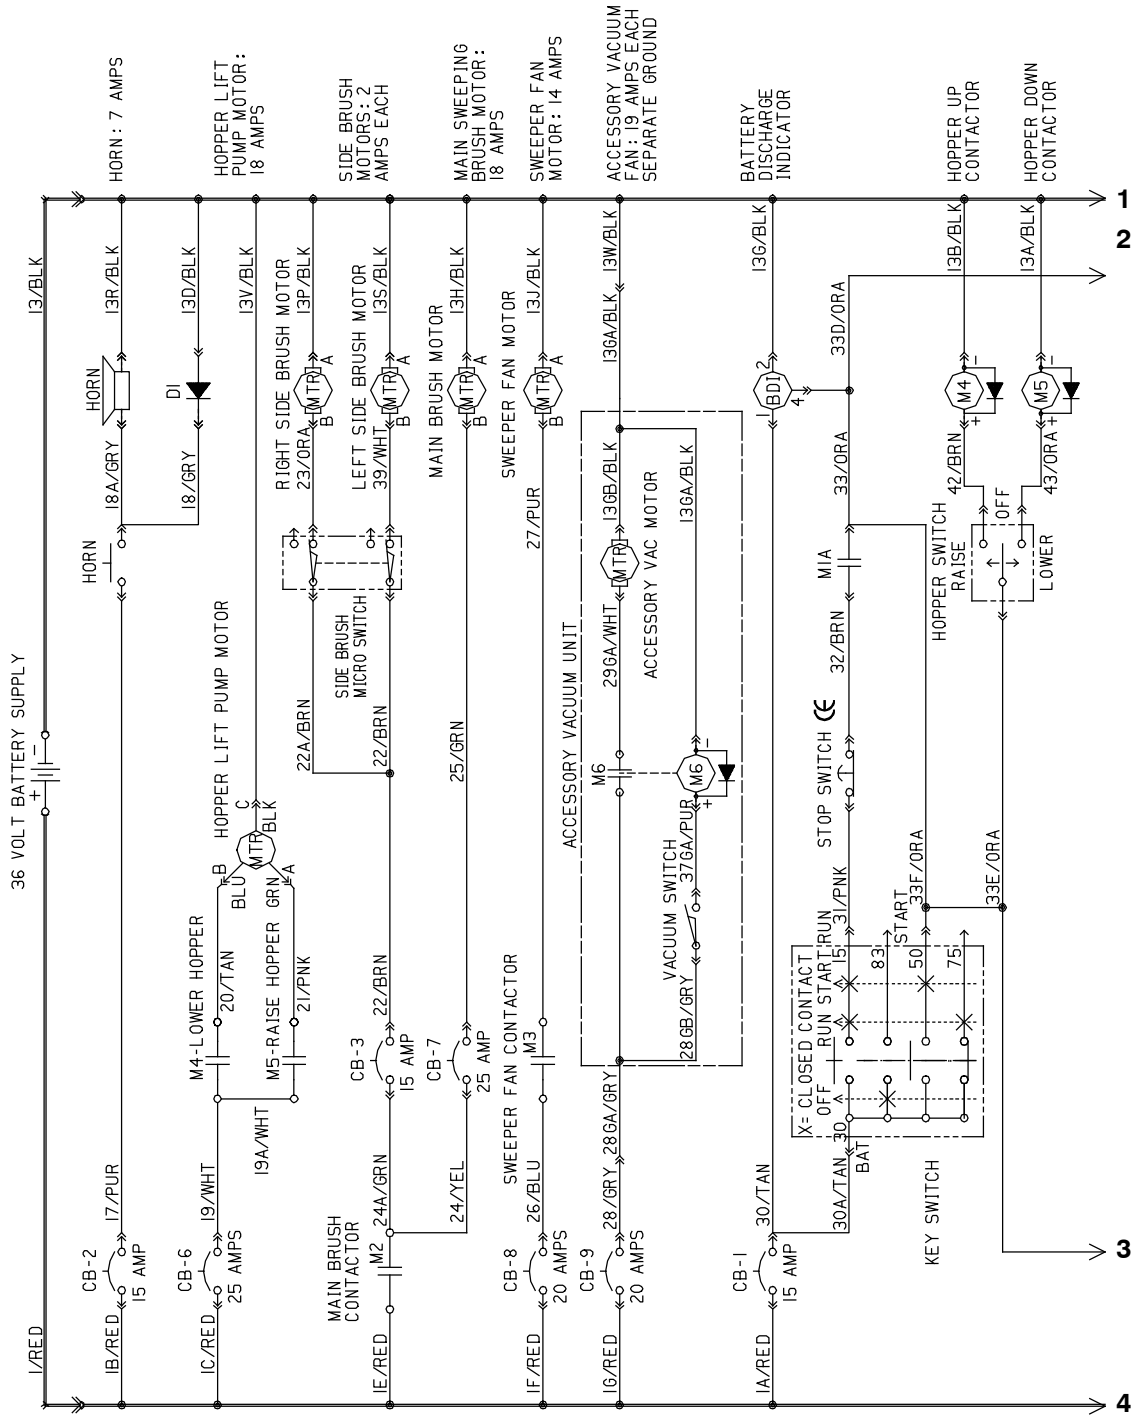 36 VOLT BATTERY SUPPLY
1/RED
+
-
13/BLK
1B/RED
CB-2
15 AMP
17/PUR
HORN
18A/GRY
HORN
13R/BLK
HORN: 7 AMPS
18/GRY
D1
13D/BLK
1C/RED
CB-6
25 AMPS
19/WHT
19A/WHT
M4-LOWER HOPPER
20/TAN
M5-RAISE HOPPER
21/PNK
HOPPER LIFT PUMP MOTOR
B
BLU
GRN
A
MTR
C
BLK
13V/BLK
HOPPER LIFT
PUMP MOTOR:
18 AMPS
RIGHT SIDE BRUSH MOTOR
23/ORA
B
MTR
A
13P/BLK
SIDE BRUSH
MOTORS: 2
AMPS EACH
LEFT SIDE BRUSH MOTOR
39/WHT
B
MTR
A
13S/BLK
SIDE BRUSH
MICRO SWITCH
22A/BRN
22/BRN
MAIN BRUSH
CONTACTOR
1E/RED
M2
24A/GRN
CB-3
15 AMP
22/BRN
24/YEL
CB-7
25 AMP
25/GRN
MAIN BRUSH MOTOR
B
MTR
A
13H/BLK
MAIN SWEEPING
BRUSH MOTOR:
18 AMPS
1F/RED
CB-8
20 AMPS
26/BLU
SWEEPER FAN CONTACTOR
M3
27/PUR
SWEEPER FAN MOTOR
B
MTR
A
13J/BLK
SWEEPER FAN
MOTOR: 14 AMPS
1G/RED
CB-9
20 AMPS
28/GRY
28GA/GRY
ACCESSORY VACUUM UNIT
M6
29GA/WHT
MTR
ACCESSORY VAC MOTOR
13GB/BLK
13GA/BLK
13W/BLK
ACCESSORY VACUUM
FAN: 19 AMPS EACH
SEPARATE GROUND
28GB/GRY
VACUUM SWITCH
37GA/PUR
+
M6
-
13GA/BLK
1A/RED
CB-1
15 AMP
30/TAN
1
BDI
2
4
13G/BLK
BATTERY
DISCHARGE
INDICATOR
30A/TAN
30
BAT
KEY SWITCH
X= CLOSED CONTACT
OFF
RUN
START
RUN
15
83
START
50
75
31/PNK
STOP SWITCH CE
32/BRN
M1A
33/ORA
33D/ORA
33F/ORA
33E/ORA
HOPPER SWITCH
RAISE
OFF
LOWER
42/BRN
+
M4
-
13B/BLK
HOPPER UP
CONTACTOR
43/ORA
+
M5
-
13A/BLK
HOPPER DOWN
CONTACTOR
1
2
3
4